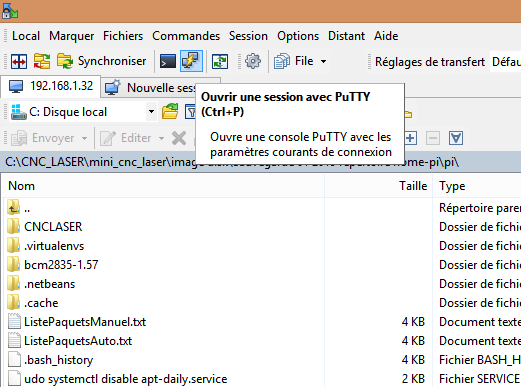 Local Marquer Fichiers Commandes Session Options Distant Aide
Synchroniser File Réglages de transfert Défau
192.168.1.32 Nouvelle sess
Ouvrir une session avec PuTTY
(Ctrl+P)
Ouvre une console PuTTY avec les
paramètres courants de connexion
C: Disque local
Envoyer Editer
C:\CNC_LASER\mini_cnc_laser\image
home-pi\pi\
Nom Taille Type
.. Répertoire paren
CNCLASER Dossier de fichie
.virtualenvs Dossier de fichie
bcm2835-1.57 Dossier de fichie
.netbeans Dossier de fichie
.cache Dossier de fichie
ListePaquetsManuel.txt 4 KB Document texte
ListePaquetsAuto.txt 4 KB Document texte
.bash_history 4 KB Fichier BASH_H
udo systemctl disable apt-daily.service 2 KB Fichier SERVICE_